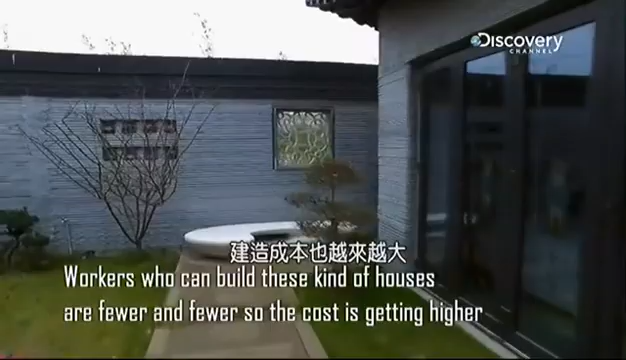 Discovery
CHANNEL
建造成本也越來越大
Workers who can build these kind of houses
are fewer and fewer so the cost is getting higher